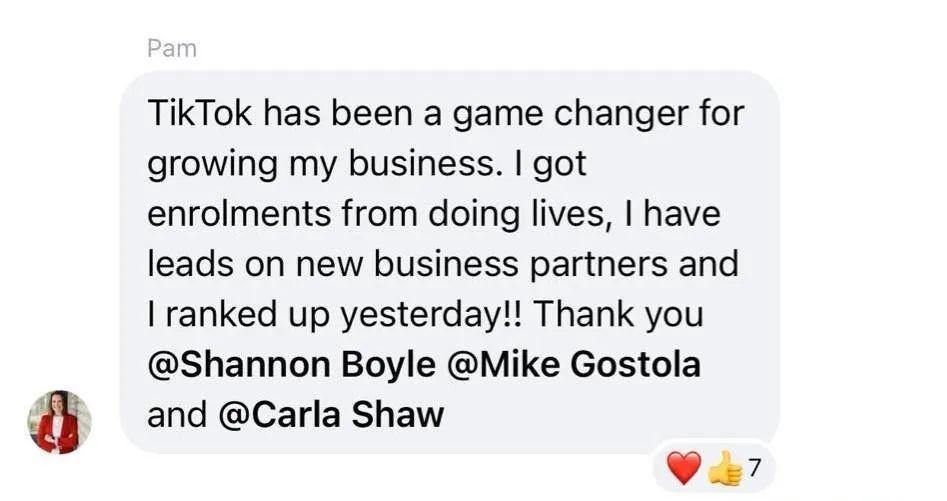 Pam
TikTok has been a game changer for
growing my business. I got
enrolments from doing lives, I have
leads on new business partners and
I ranked up yesterday!! Thank you
@Shannon Boyle @Mike Gostola
and @Carla Shaw
7